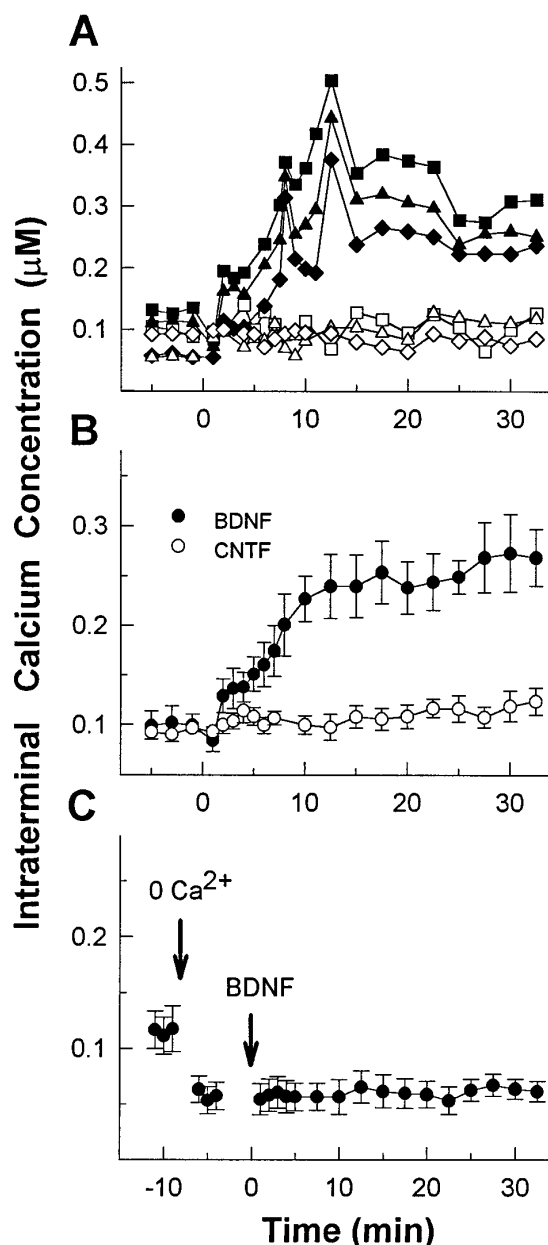 A
0.5
0.4
0.3
0.2
0.1
0 10 20 30
B
BDNF
CNTF
0.3
0.2
0.1
0 10 20 30
C
0 Ca²⁺
BDNF
0.2
0.1
-10 0 10 20 30
Time (min)
Intraterminal Calcium Concentration (μM)